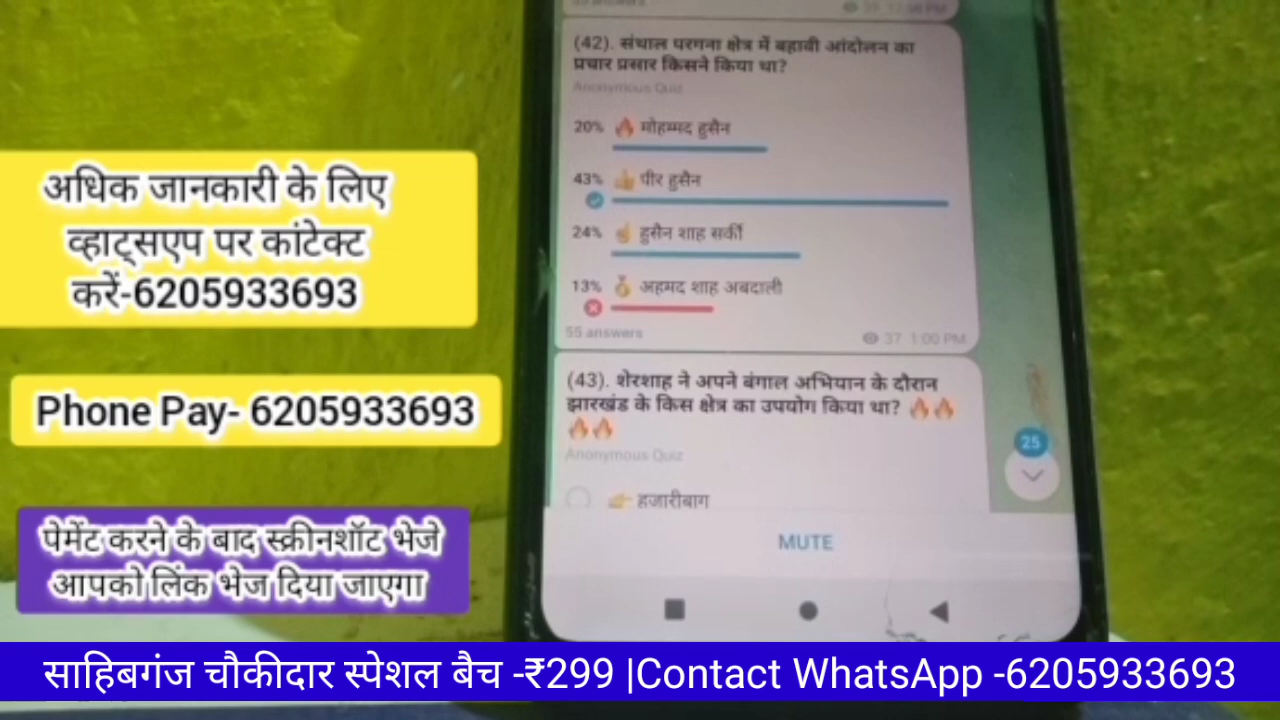 अधिक जानकारी के लिए
व्हाट्सएप पर कांटेक्ट
करें-6205933693
Phone Pay- 6205933693
पेमेंट करने के बाद स्क्रीनशॉट भेजे
आपको लिंक भेज दिया जाएगा
55 answers
(42). संथाल परगना क्षेत्र में बहावी आंदोलन का
प्रचार प्रसार किसने किया था?
Anonymous Quiz
20% 🔥 मोहम्मद हुसैन
43% 👍 पीर हुसैन
24% ☝ हुसैन शाह सर्की
13% 🥇 अहमद शाह अबदाली
55 answers
37 1:00 PM
(43). शेरशाह ने अपने बंगाल अभियान के दौरान
झारखंड के किस क्षेत्र का उपयोग किया था? 🔥🔥
🔥🔥
Anonymous Quiz
👉 हजारीबाग
25
MUTE
साहिबगंज चौकीदार स्पेशल बैच -₹299 |Contact WhatsApp -6205933693